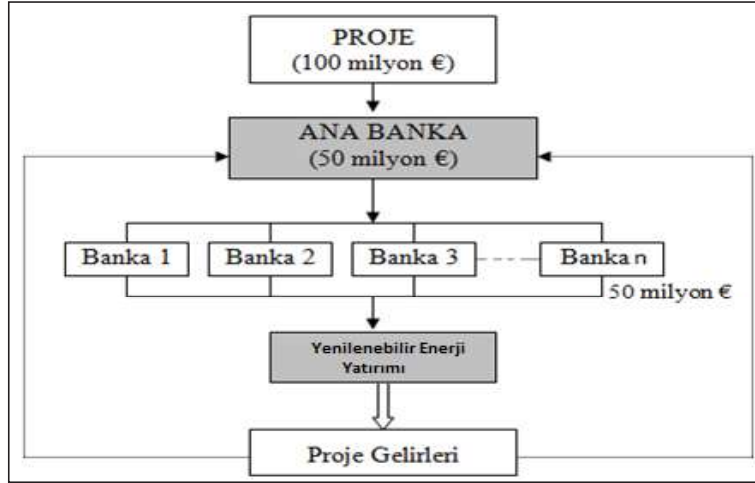 PROJE
(100 milyon €)
ANA BANKA
(50 milyon €)
Banka 1
Banka 2
Banka 3
Banka n
50 milyon €
Yenilenebilir Enerji
Yatırımı
Proje Gelirleri